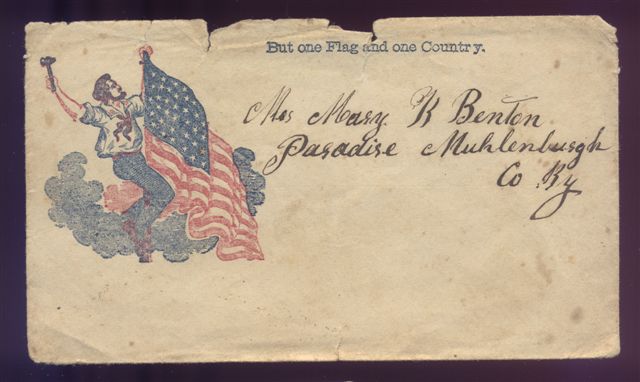 But one Flag and one Country.
Mrs Mary K Benton
Paradise Muhlenburgh
Co Ky